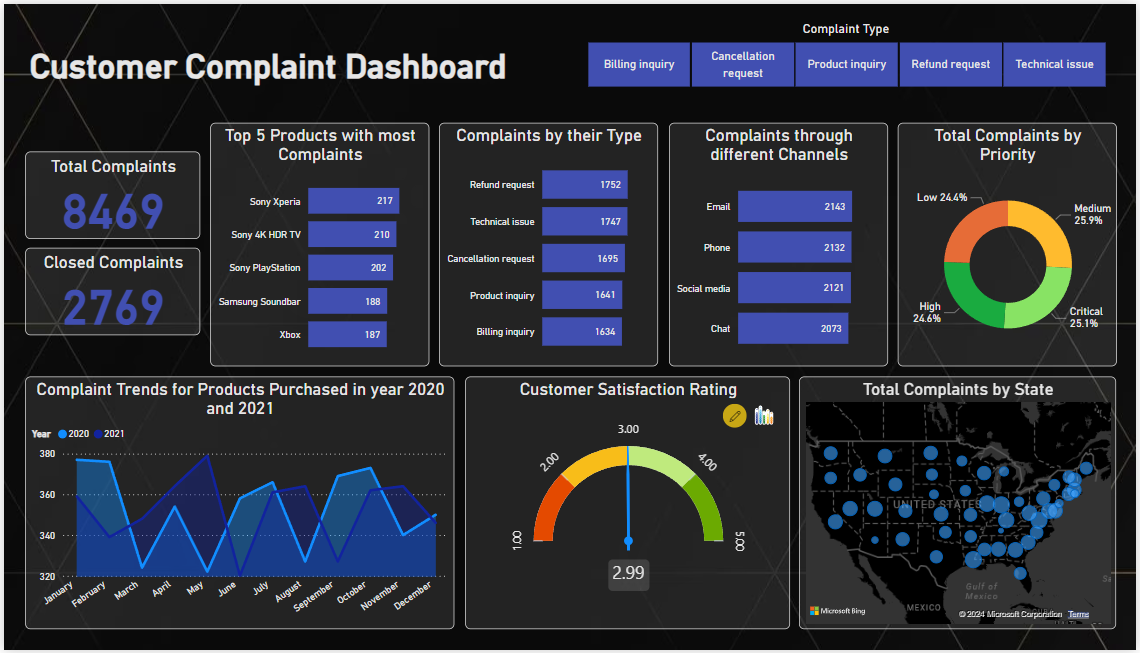 Customer Complaint Dashboard
Complaint Type
Billing inquiry
Cancellation
request
Product inquiry
Refund request
Technical issue
Total Complaints
8469
Closed Complaints
2769
Top 5 Products with most
Complaints
Sony Xperia 217
Sony 4K HDR TV 210
Sony PlayStation 202
Samsung Soundbar 188
Xbox 187
Complaints by their Type
Refund request 1752
Technical issue 1747
Cancellation request 1695
Product inquiry 1641
Billing inquiry 1634
Complaints through
different Channels
Email 2143
Phone 2132
Social media 2121
Chat 2073
Total Complaints by
Priority
Low 24.4%
Medium
25.9%
High
24.6%
Critical
25.1%
Complaint Trends for Products Purchased in year 2020
and 2021
Year 2020 2021
380
360
340
320
January
February
March
April
May
June
July
August
September
October
November
December
Customer Satisfaction Rating
1.00
2.00
3.00
4.00
5.00
2.99
Total Complaints by State
UNITED STATES
Gulf of
Mexico
MEXICO
Sa
Microsoft Bing
© 2024 Microsoft Corporation Terms